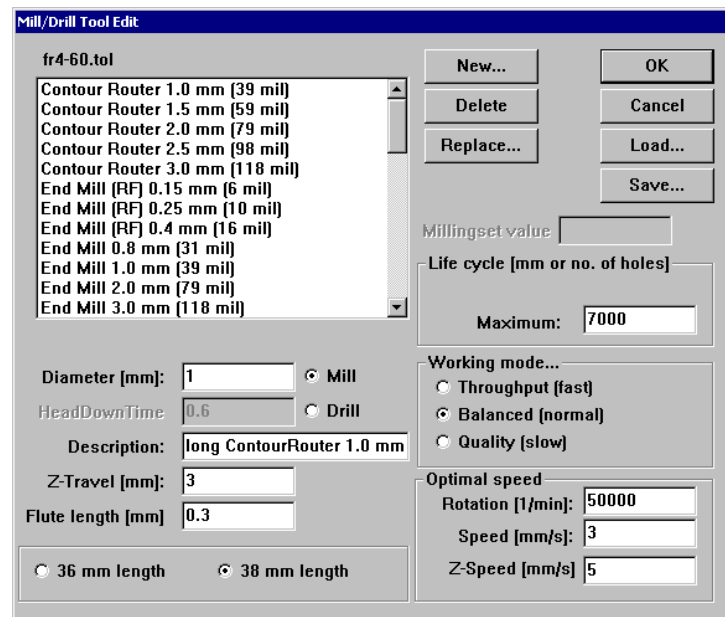 Mill/Drill Tool Edit
fr4-60.tol
Contour Router 1.0 mm (39 mil)
Contour Router 1.5 mm (59 mil)
Contour Router 2.0 mm (79 mil)
Contour Router 2.5 mm (98 mil)
Contour Router 3.0 mm (118 mil)
End Mill (RF) 0.15 mm (6 mil)
End Mill (RF) 0.25 mm (10 mil)
End Mill (RF) 0.4 mm (16 mil)
End Mill 0.8 mm (31 mil)
End Mill 1.0 mm (39 mil)
End Mill 2.0 mm (79 mil)
End Mill 3.0 mm (118 mil)
New...
OK
Delete
Cancel
Replace...
Load...
Save...
Millingset value
Life cycle [mm or no. of holes]
Maximum: 7000
Diameter [mm]: 1
Mill
HeadDownTime 0.6
Drill
Description: long ContourRouter 1.0 mm
Z-Travel [mm]: 3
Flute length [mm] 0.3
36 mm length
38 mm length
Working mode...
Throughput (fast)
Balanced (normal)
Quality (slow)
Optimal speed
Rotation [1/min]: 50000
Speed [mm/s]: 3
Z-Speed [mm/s] 5